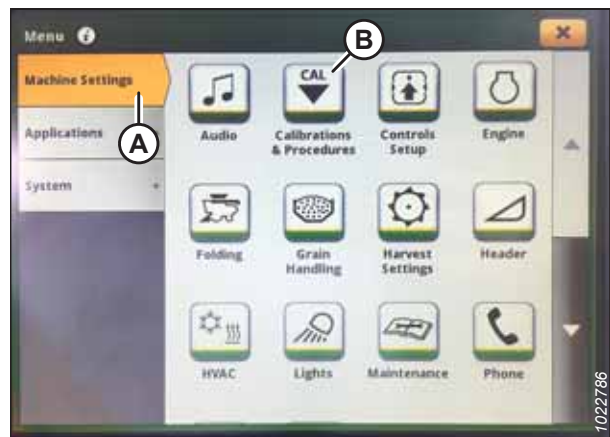 Menu i
B
×
Machine Settings
A
Applications
System
CAL
Audio
Calibrations
& Procedures
Controls
Setup
Engine
Folding
Grain
Handling
Harvest
Settings
Header
HVAC
Lights
Maintenance
Phone
1022786